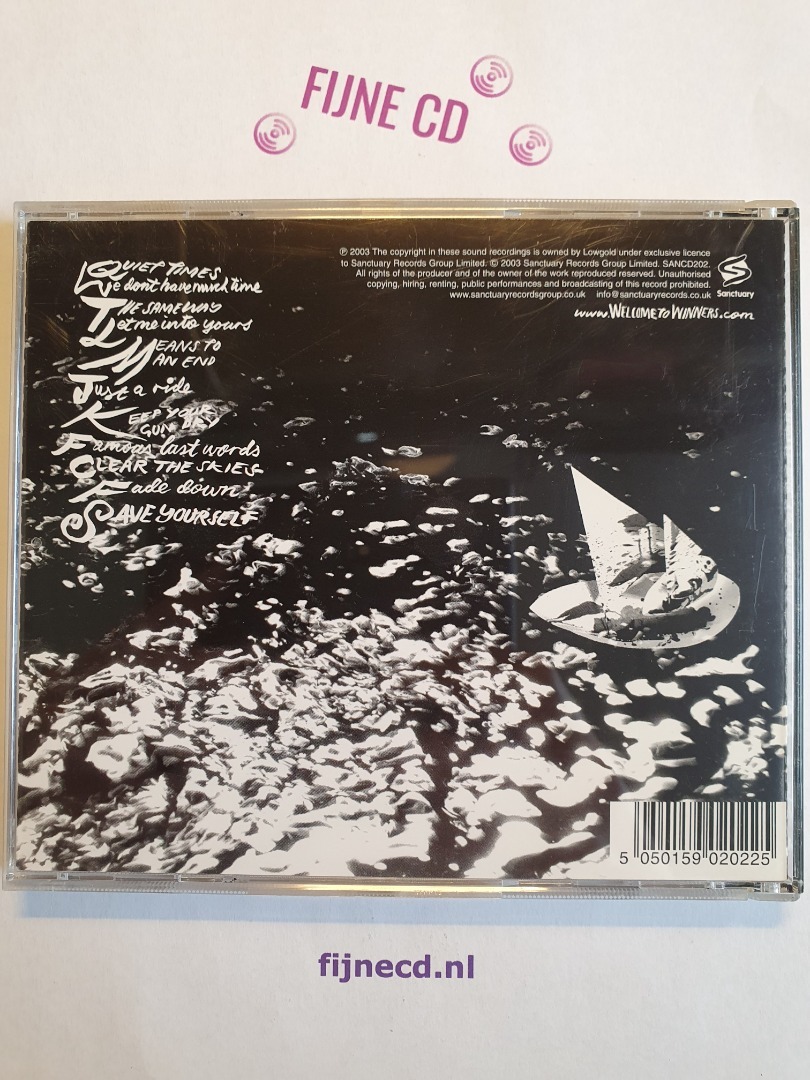 FIJNE CD
QUIET TIMES
We dont have much time
THE SAME WAY
Let me into yours
MEANS TO
AN END
Just a ride
KEEP YOUR
GUN DRY
Famous last words
CLEAR THE SKIES
Fade down
SAVE YOURSELF
℗ 2003 The copyright in these sound recordings is owned by Lowgold under exclusive licence
to Sanctuary Records Group Limited. © 2003 Sanctuary Records Group Limited. SANCD202.
All rights of the producer and of the owner of the work reproduced reserved. Unauthorised
copying, hiring, renting, public performances and broadcasting of this record prohibited.
www.sanctuaryrecordsgroup.co.uk info@sanctuaryrecords.co.uk
Sanctuary
www.WELCOMETOWINNERS.com
5 050159 020225
fijnecd.nl